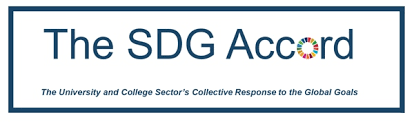 The SDG Accord
The University and College Sector's Collective Response to the Global Goals